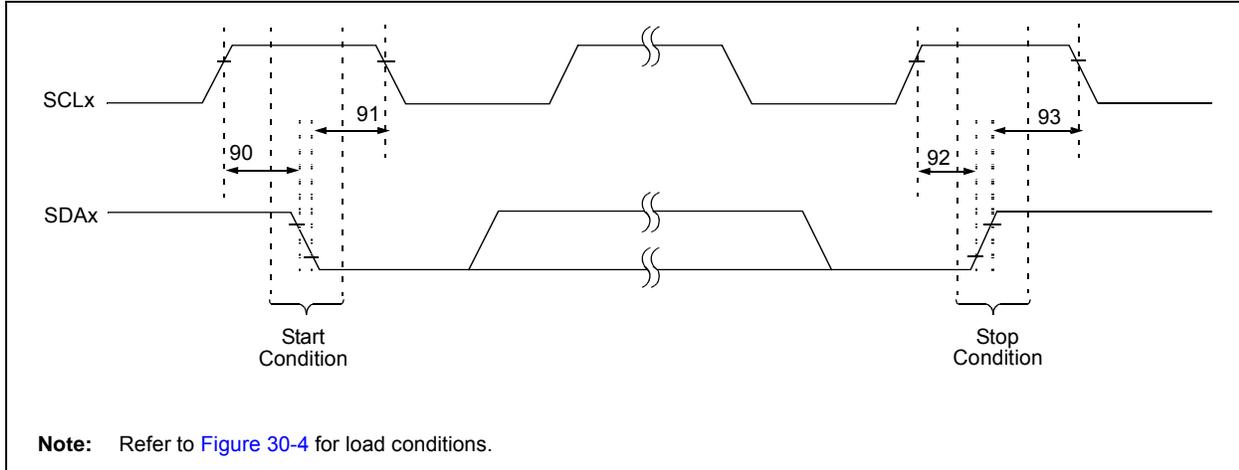 SCLx
91
93
90
92
SDAx
Start
Condition
Stop
Condition
Note: Refer to Figure 30-4 for load conditions.